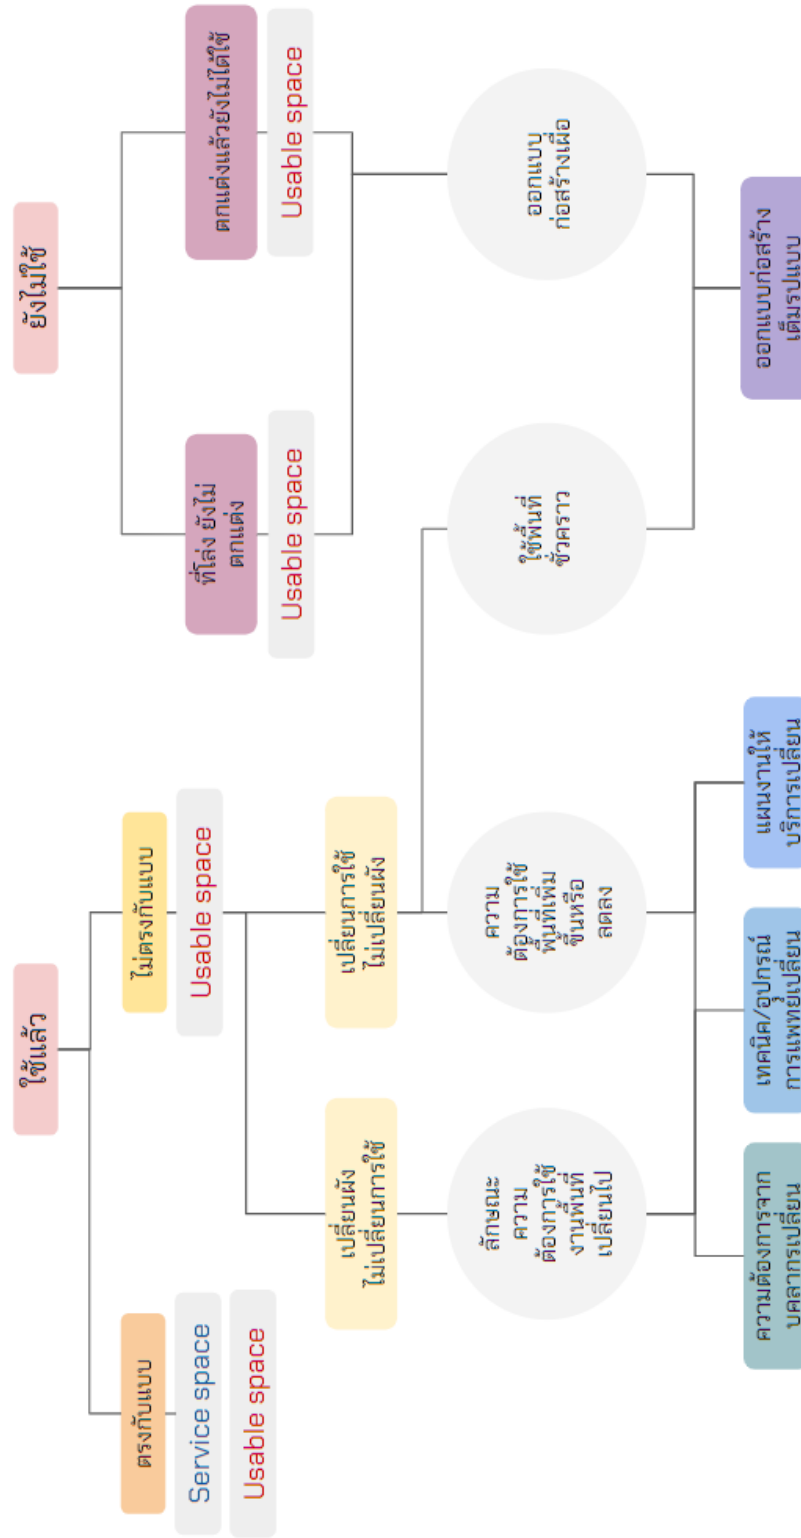 ใช้แล้ว
ยังไม่ใช้
ตรงกับแบบ
Service space
Usable space
ไม่ตรงกับแบบ
Usable space
ที่โล่ง ยังไม่
ตกแต่ง
Usable space
ตกแต่งแล้วยังไม่ได้ใช้
Usable space
เปลี่ยนผัง
ไม่เปลี่ยนการใช้
เปลี่ยนการใช้
ไม่เปลี่ยนผัง
ลักษณะ
ความ
ต้องการใช้
งานพื้นที่
เปลี่ยนไป
ความ
ต้องการใช้
พื้นที่เพิ่ม
ขึ้นหรือ
ลดลง
ใช้พื้นที่
ชั่วคราว
ออกแบบ
ก่อสร้างเผื่อ
ความต้องการจาก
บุคลากรเปลี่ยน
เทคนิค/อุปกรณ์
การแพทย์เปลี่ยน
แผนงานให้
บริการเปลี่ยน
ออกแบบก่อสร้าง
เต็มรูปแบบ